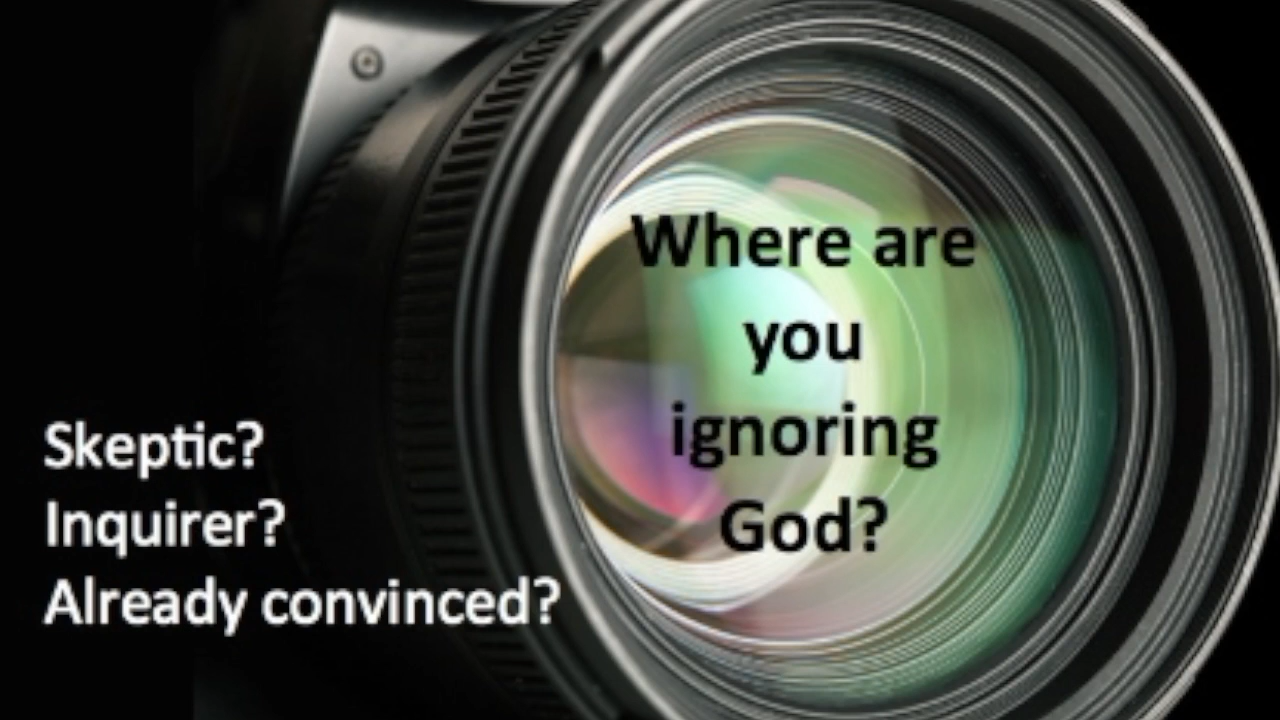 Where are
you
ignoring
God?
Skeptic?
Inquirer?
Already convinced?